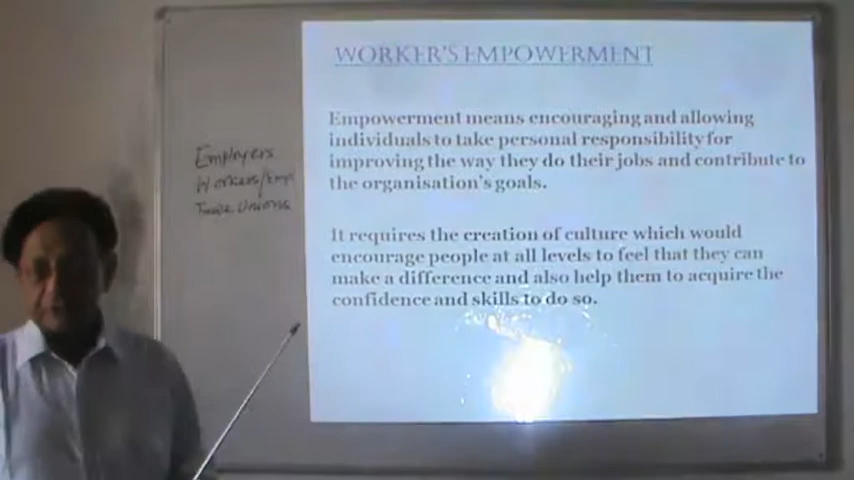 WORKER'S EMPOWERMENT
Empowerment means encouraging and allowing
individuals to take personal responsibility for
improving the way they do their jobs and contribute to
the organisation's goals.
It requires the creation of culture which would
encourage people at all levels to feel that they can
make a difference and also help them to acquire the
confidence and skills to do so.
Employers
Workers/Empl
Trade Unions